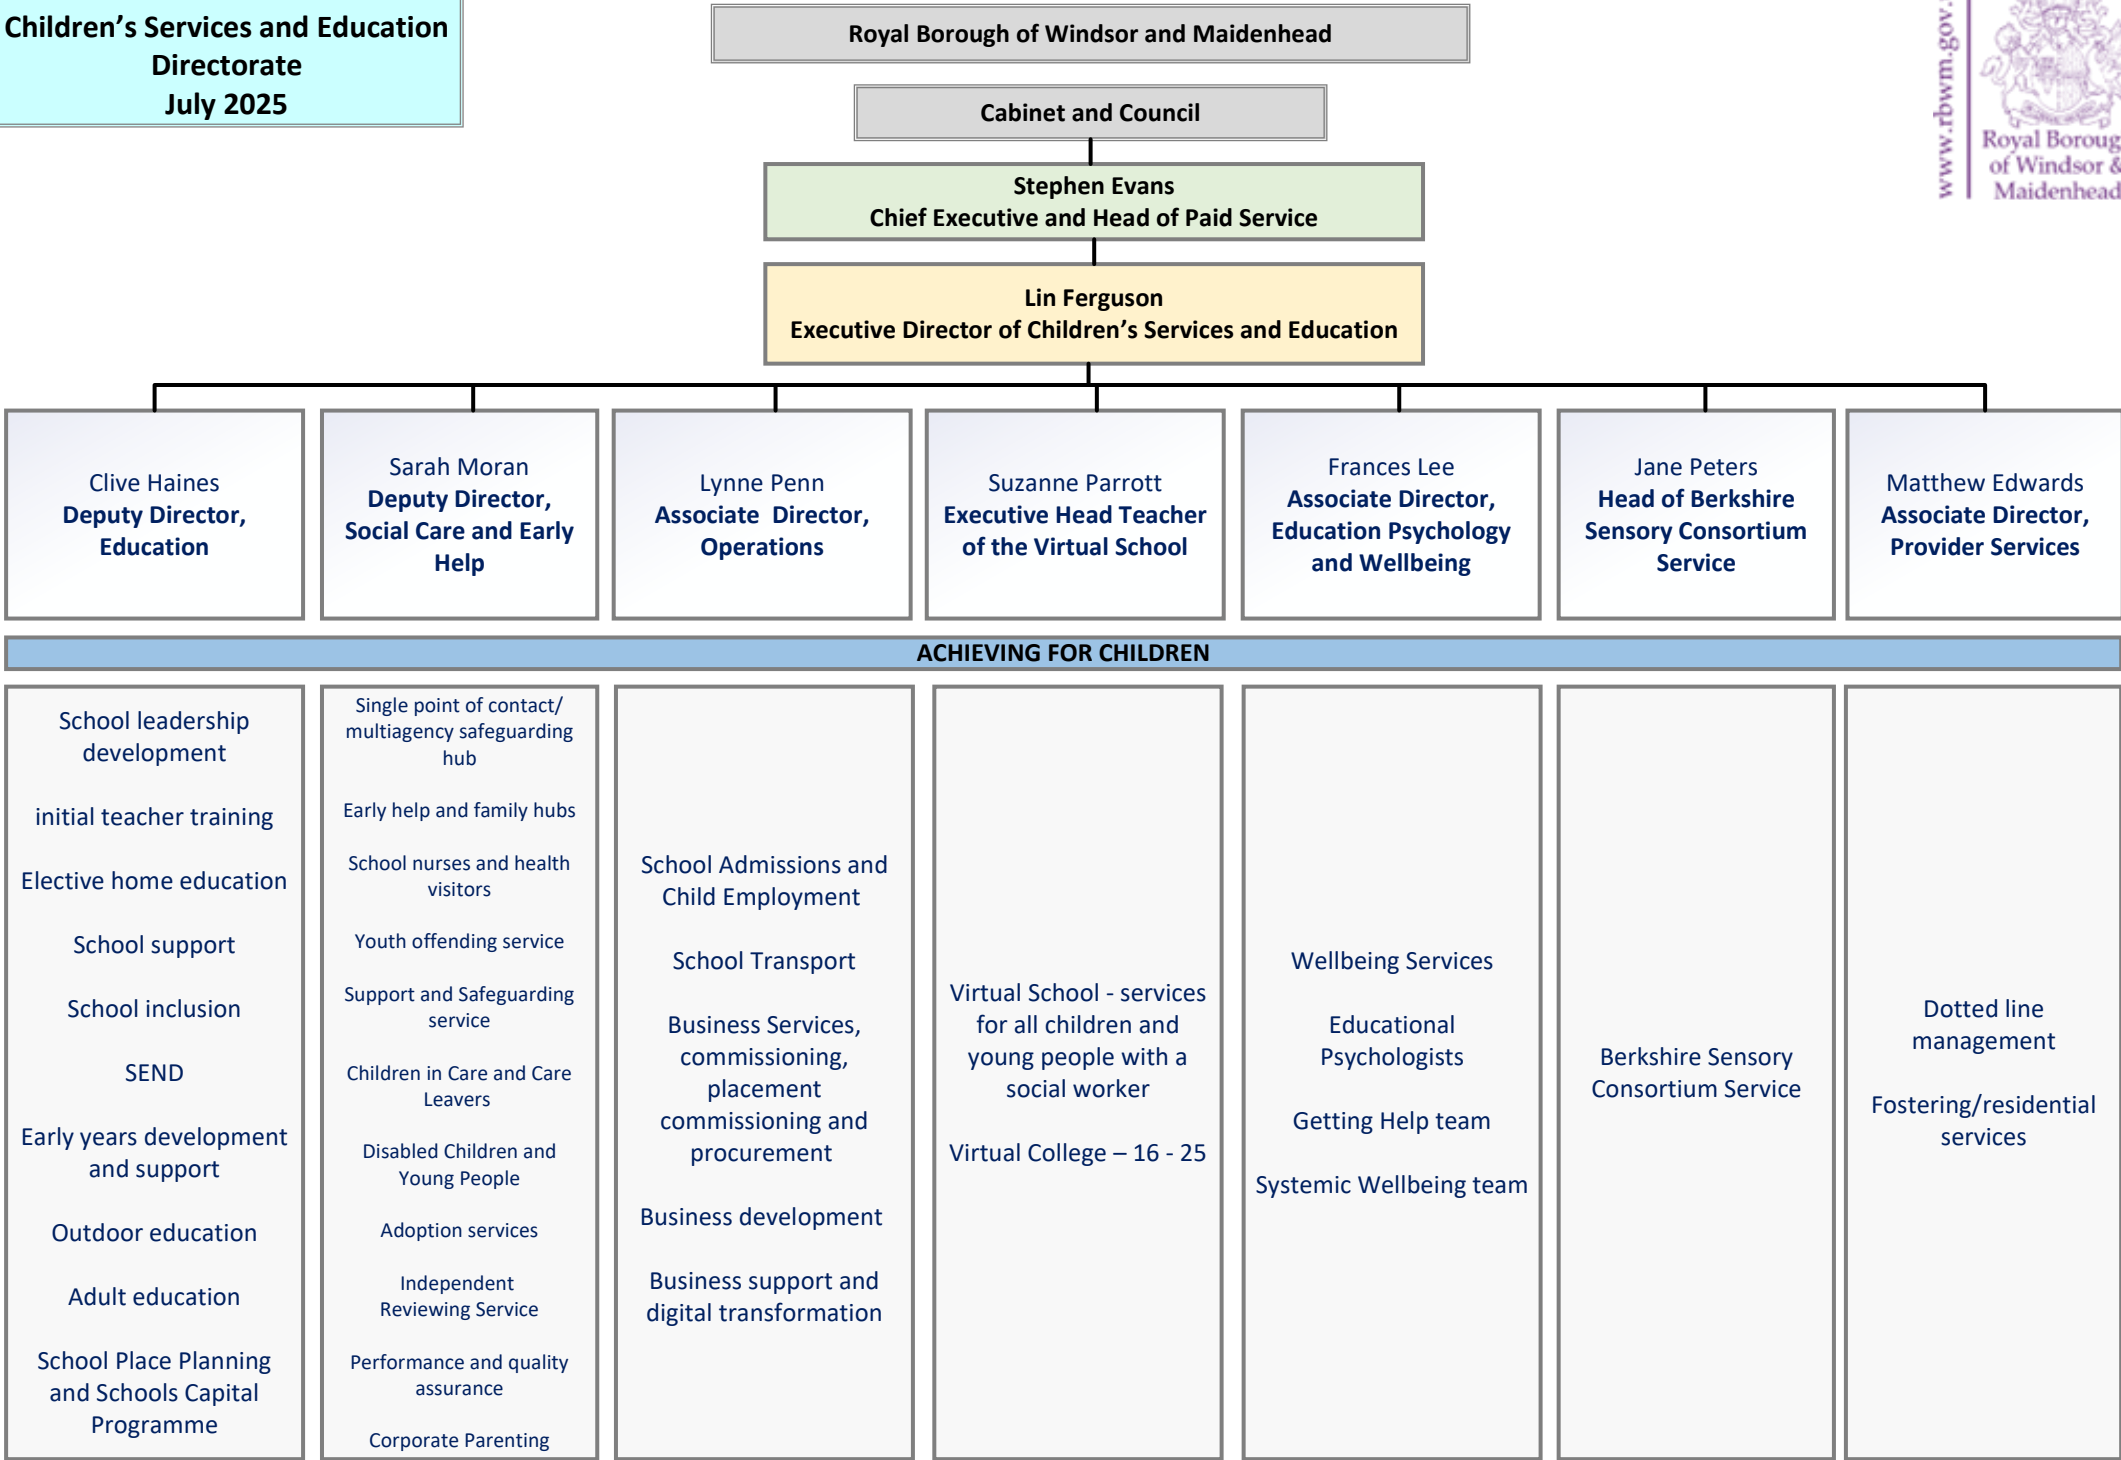 Children’s Services and Education
Directorate
July 2025
Royal Borough of Windsor and Maidenhead
www.rbwm.gov.
Royal Boroug
of Windsor &
Maidenhead
Cabinet and Council
Stephen Evans
Chief Executive and Head of Paid Service
Lin Ferguson
Executive Director of Children’s Services and Education
Clive Haines
Deputy Director,
Education
Sarah Moran
Deputy Director,
Social Care and Early
Help
Lynne Penn
Associate  Director,
Operations
Suzanne Parrott
Executive Head Teacher
of the Virtual School
Frances Lee
Associate Director,
Education Psychology
and Wellbeing
Jane Peters
Head of Berkshire
Sensory Consortium
Service
Matthew Edwards
Associate Director,
Provider Services
ACHIEVING FOR CHILDREN
School leadership
development
initial teacher training
Elective home education
School support
School inclusion
SEND
Early years development
and support
Outdoor education
Adult education
School Place Planning
and Schools Capital
Programme
Single point of contact/
multiagency safeguarding
hub
Early help and family hubs
School nurses and health
visitors
Youth offending service
Support and Safeguarding
service
Children in Care and Care
Leavers
Disabled Children and
Young People
Adoption services
Independent
Reviewing Service
Performance and quality
assurance
Corporate Parenting
School Admissions and
Child Employment
School Transport
Business Services,
commissioning,
placement
commissioning and
procurement
Business development
Business support and
digital transformation
Virtual School - services
for all children and
young people with a
social worker
Virtual College – 16 - 25
Wellbeing Services
Educational
Psychologists
Getting Help team
Systemic Wellbeing team
Berkshire Sensory
Consortium Service
Dotted line
management
Fostering/residential
services